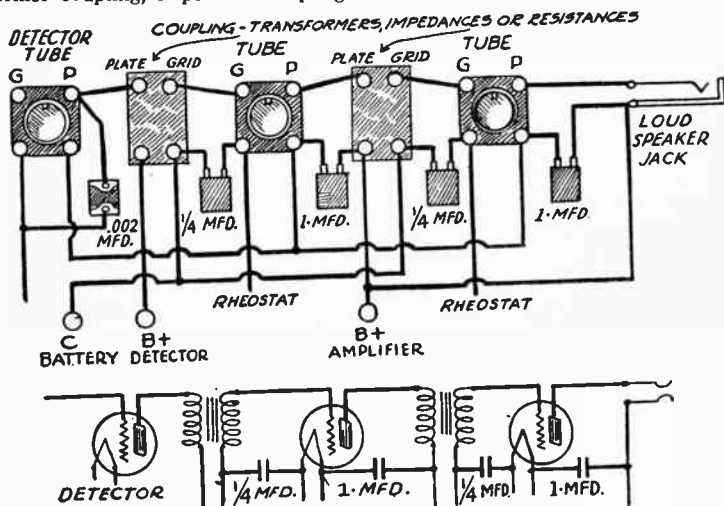 COUPLING - TRANSFORMERS, IMPEDANCES OR RESISTANCES
DETECTOR
TUBE
G P
PLATE GRID
TUBE
G P
PLATE GRID
TUBE
G P
LOUD
SPEAKER
JACK
.002
MFD.
1/4 MFD.
1. MFD.
1/4 MFD.
1. MFD.
RHEOSTAT
RHEOSTAT
C
BATTERY
B+
DETECTOR
B+
AMPLIFIER
DETECTOR
1/4 MFD.
1. MFD.
1/4 MFD.
1. MFD.